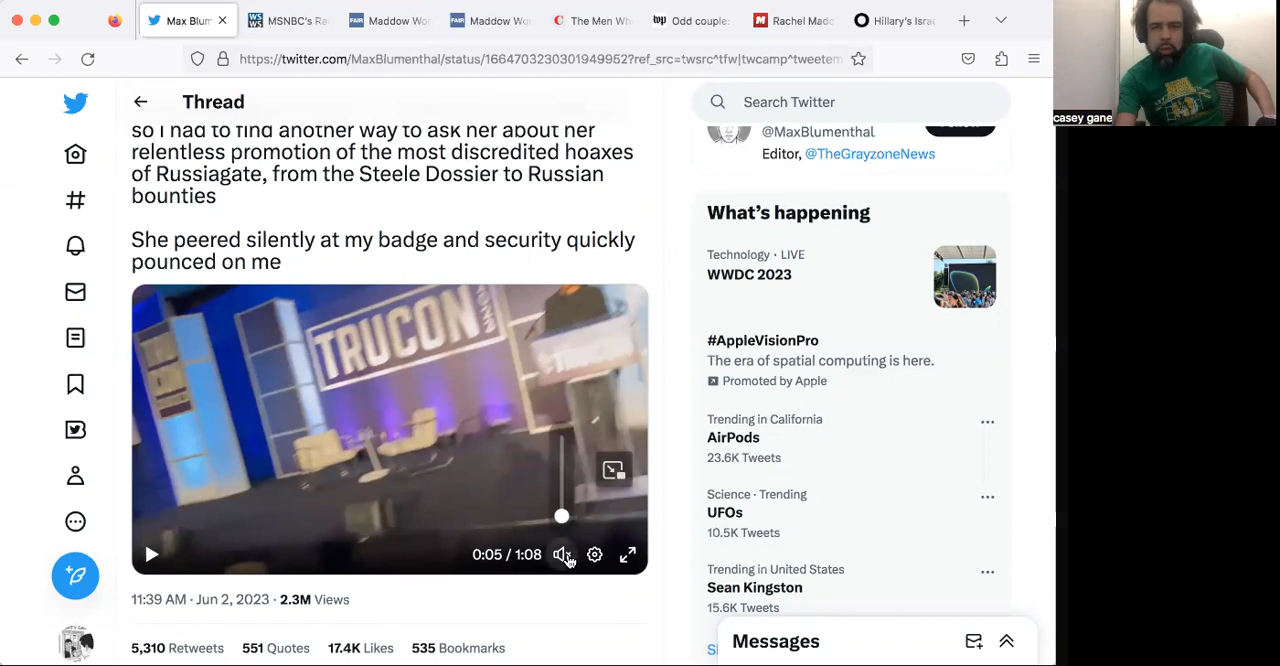 Max Blum
MSNBC's Ra
Maddow Wo
Maddow Wo
The Men Wh
Odd couple:
Rachel Madd
Hillary's Isra
https://twitter.com/MaxBlumenthal/status/1664703230301949952?ref_src=twsrc^tfw|twcamp^tweetem
Thread
so I had to find another way to ask her about her
relentless promotion of the most discredited hoaxes
of Russiagate, from the Steele Dossier to Russian
bounties
She peered silently at my badge and security quickly
pounced on me
TRUCON
0:05 / 1:08
11:39 AM · Jun 2, 2023 · 2.3M Views
5,310 Retweets 551 Quotes 17.4K Likes 535 Bookmarks
Search Twitter
@MaxBlumenthal
Editor, @TheGrayzoneNews
What's happening
Technology · LIVE
WWDC 2023
#AppleVisionPro
The era of spatial computing is here.
Promoted by Apple
Trending in California
AirPods
23.6K Tweets
Science · Trending
UFOs
10.5K Tweets
Trending in United States
Sean Kingston
15.6K Tweets
Messages
casey gane